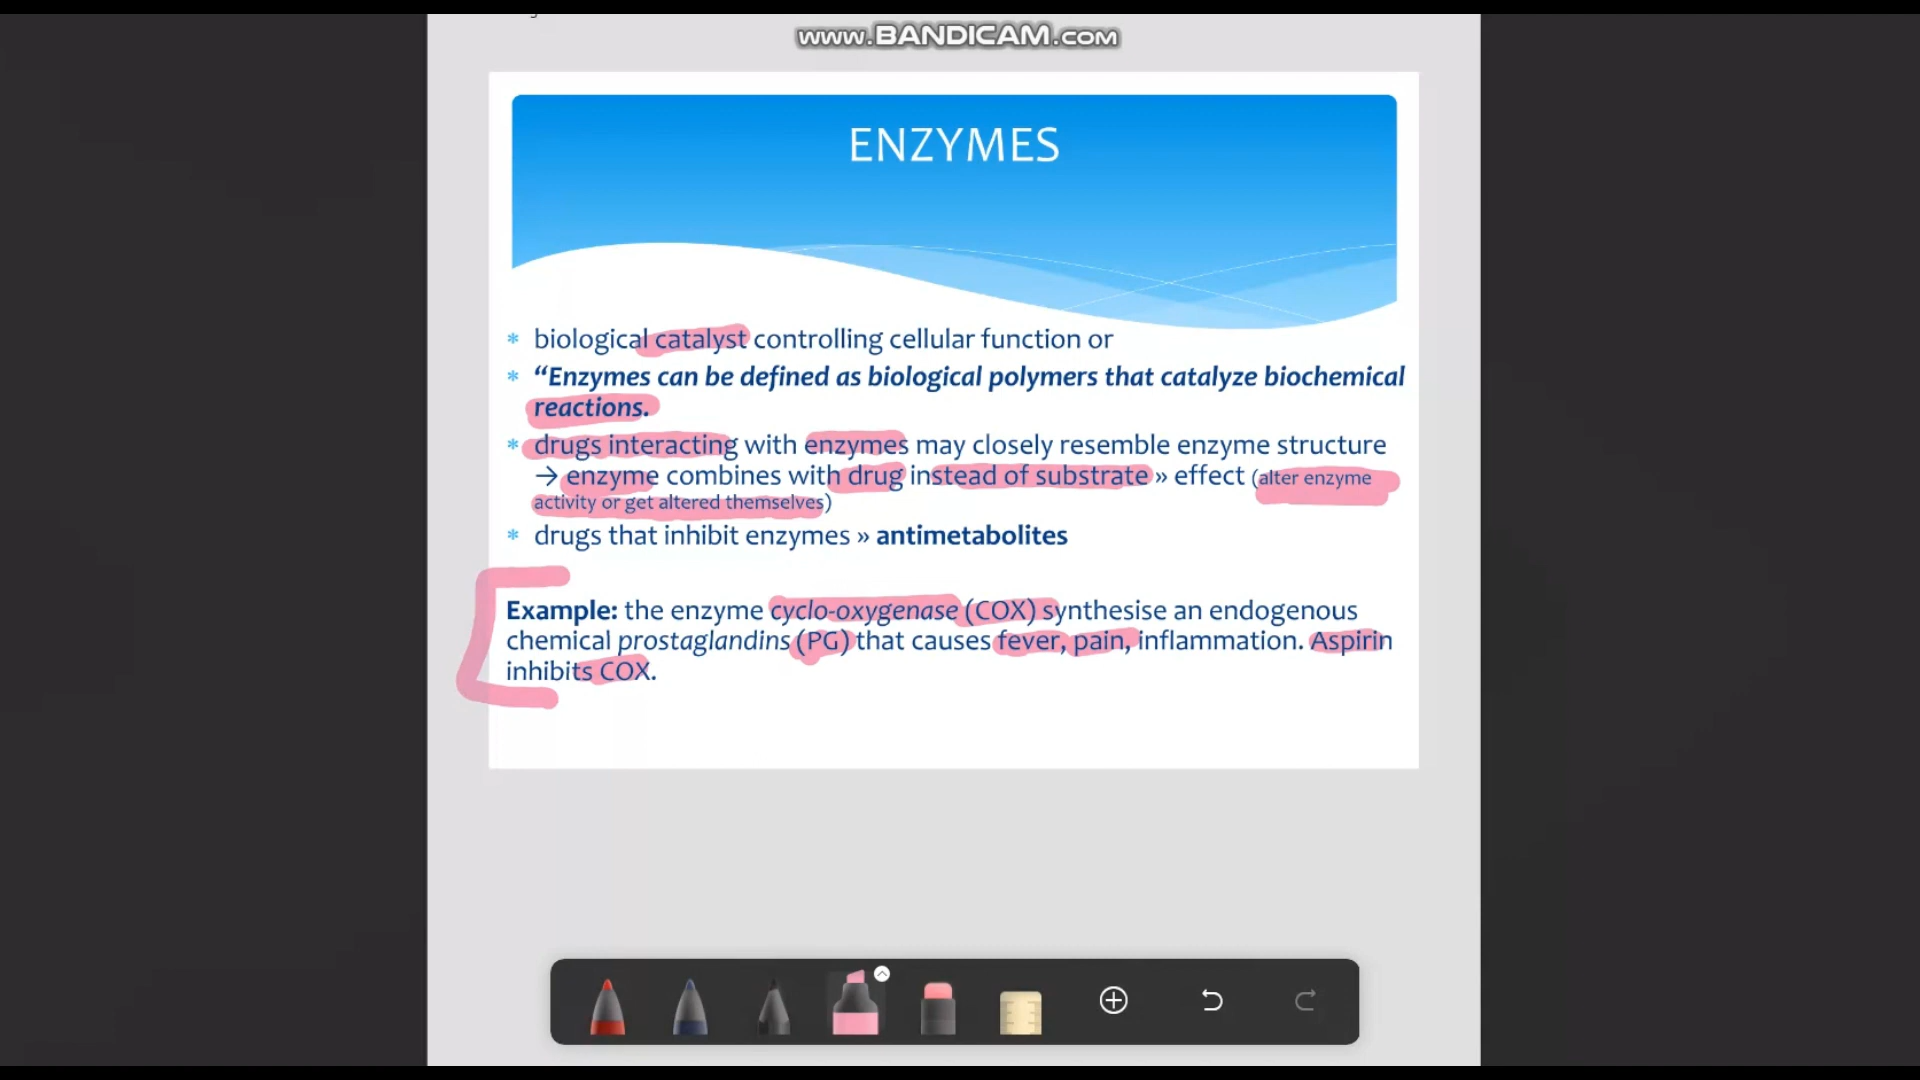 www.BANDICAM.com
ENZYMES
* biological catalyst controlling cellular function or
* “Enzymes can be defined as biological polymers that catalyze biochemical
reactions.
* drugs interacting with enzymes may closely resemble enzyme structure
→ enzyme combines with drug instead of substrate » effect (alter enzyme
activity or get altered themselves)
* drugs that inhibit enzymes » antimetabolites
Example: the enzyme cyclo-oxygenase (COX) synthesise an endogenous
chemical prostaglandins (PG) that causes fever, pain, inflammation. Aspirin
inhibits COX.